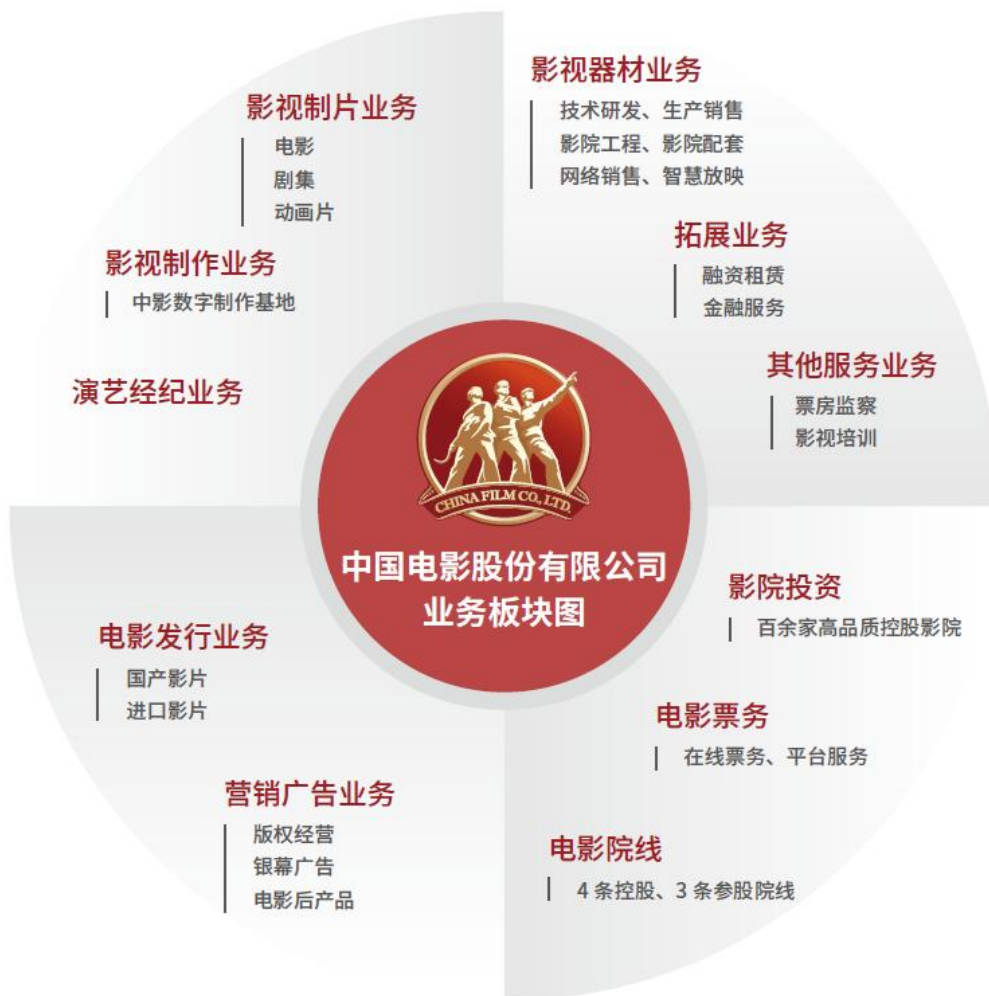 影视制片业务
电影
剧集
动画片
影视制作业务
中影数字制作基地
演艺经纪业务
影视器材业务
技术研发、生产销售
影院工程、影院配套
网络销售、智慧放映
拓展业务
融资租赁
金融服务
其他服务业务
票房监察
影视培训
CHINA FILM CO., LTD.
中国电影股份有限公司
业务板块图
电影发行业务
国产影片
进口影片
营销广告业务
版权经营
银幕广告
电影后产品
影院投资
百余家高品质控股影院
电影票务
在线票务、平台服务
电影院线
4 条控股、3 条参股院线